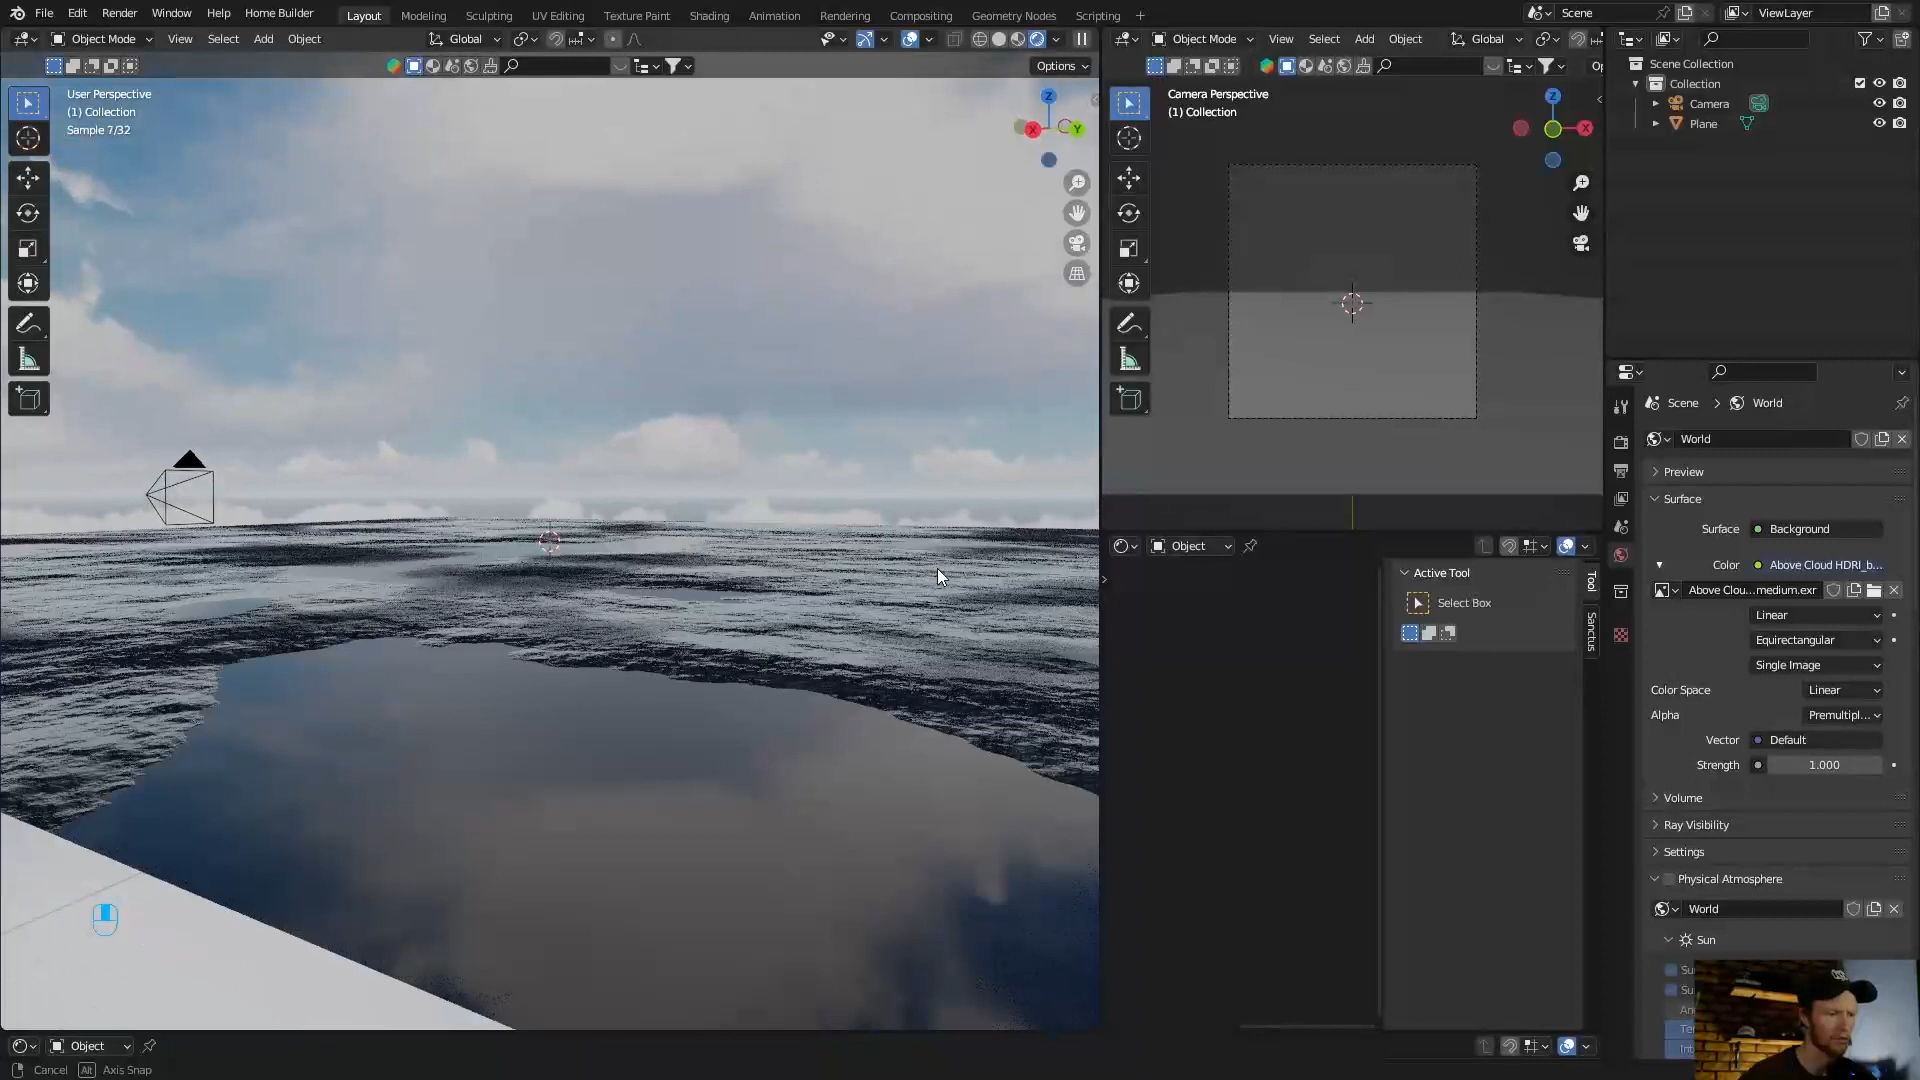 File Edit Render Window Help Home Builder
Layout Modeling Sculpting UV Editing Texture Paint Shading Animation Rendering Compositing Geometry Nodes Scripting +
Scene
ViewLayer
Object Mode View Select Add Object
Global
Object Mode View Select Add Object
Global
Options
User Perspective
(1) Collection
Sample 7/32
Z
X
Y
Camera Perspective
(1) Collection
Z
X
Scene Collection
Collection
Camera
Plane
Object
Active Tool
Select Box
Tool
Sanctus
Scene > World
World
Preview
Surface
Surface Background
Color Above Cloud HDRI_b...
Above Clou...medium.exr
Linear
Equirectangular
Single Image
Color Space Linear
Alpha Premultipl...
Vector Default
Strength 1.000
Volume
Ray Visibility
Settings
Physical Atmosphere
World
Sun
Su
Su
An
Te
Int
Object
Cancel Alt Axis Snap